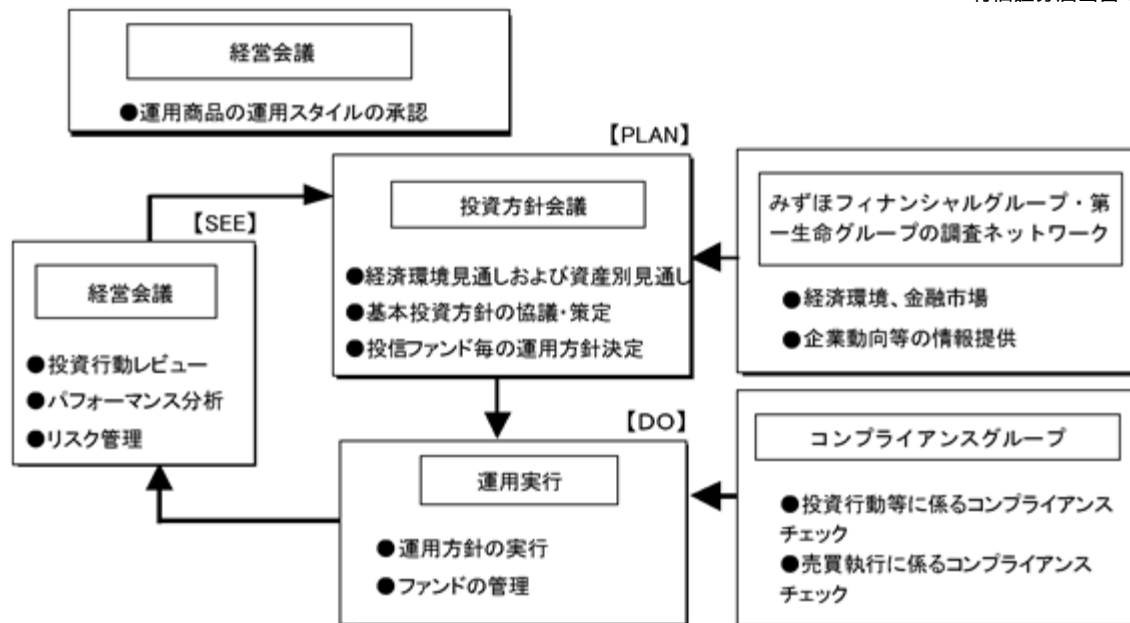 経営会議
●運用商品の運用スタイルの承認
【PLAN】
投資方針会議
●経済環境見通しおよび資産別見通し
●基本投資方針の協議・策定
●投信ファンド毎の運用方針決定
みずほフィナンシャルグループ・第
一生命グループの調査ネットワーク
●経済環境、金融市場
●企業動向等の情報提供
【SEE】
経営会議
●投資行動レビュー
●パフォーマンス分析
●リスク管理
【DO】
運用実行
●運用方針の実行
●ファンドの管理
コンプライアンスグループ
●投資行動等に係るコンプライアンス
チェック
●売買執行に係るコンプライアンス
チェック